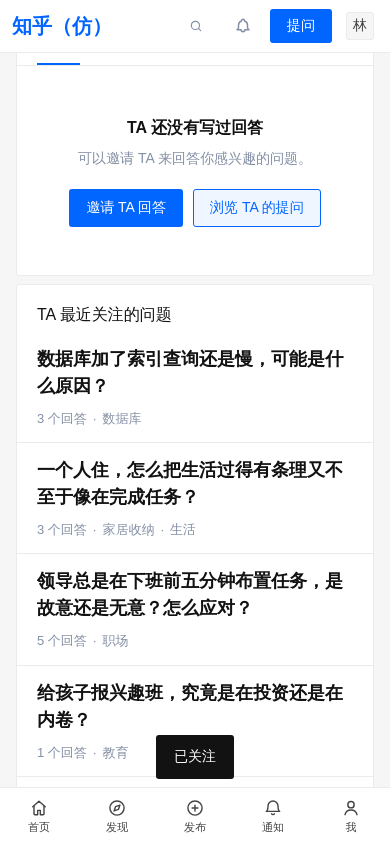 知乎（仿）
提问
林
TA 还没有写过回答
可以邀请 TA 来回答你感兴趣的问题。
邀请 TA 回答
浏览 TA 的提问
TA 最近关注的问题
数据库加了索引查询还是慢，可能是什
么原因？
3 个回答 · 数据库
一个人住，怎么把生活过得有条理又不
至于像在完成任务？
3 个回答 · 家居收纳 · 生活
领导总是在下班前五分钟布置任务，是
故意还是无意？怎么应对？
5 个回答 · 职场
给孩子报兴趣班，究竟是在投资还是在
内卷？
1 个回答 · 教育
已关注
首页
发现
发布
通知
我